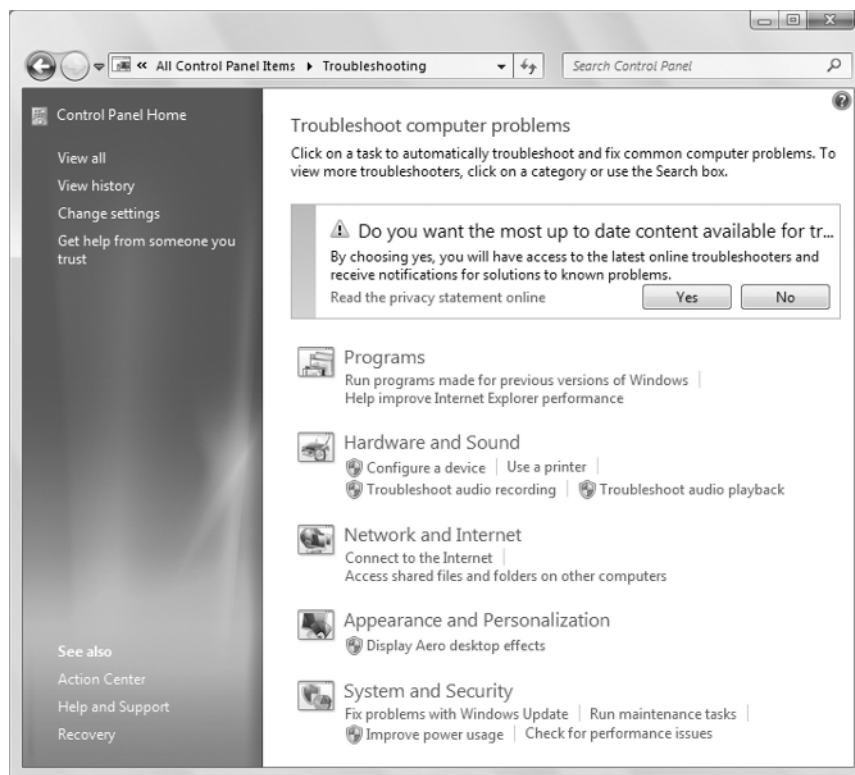 « All Control Panel Items ▸ Troubleshooting
Search Control Panel
Control Panel Home
View all
View history
Change settings
Get help from someone you
trust
See also
Action Center
Help and Support
Recovery
Troubleshoot computer problems
Click on a task to automatically troubleshoot and fix common computer problems. To
view more troubleshooters, click on a category or use the Search box.
Do you want the most up to date content available for tr...
By choosing yes, you will have access to the latest online troubleshooters and
receive notifications for solutions to known problems.
Read the privacy statement online
Yes
No
Programs
Run programs made for previous versions of Windows
Help improve Internet Explorer performance
Hardware and Sound
Configure a device | Use a printer
Troubleshoot audio recording | Troubleshoot audio playback
Network and Internet
Connect to the Internet
Access shared files and folders on other computers
Appearance and Personalization
Display Aero desktop effects
System and Security
Fix problems with Windows Update | Run maintenance tasks
Improve power usage | Check for performance issues